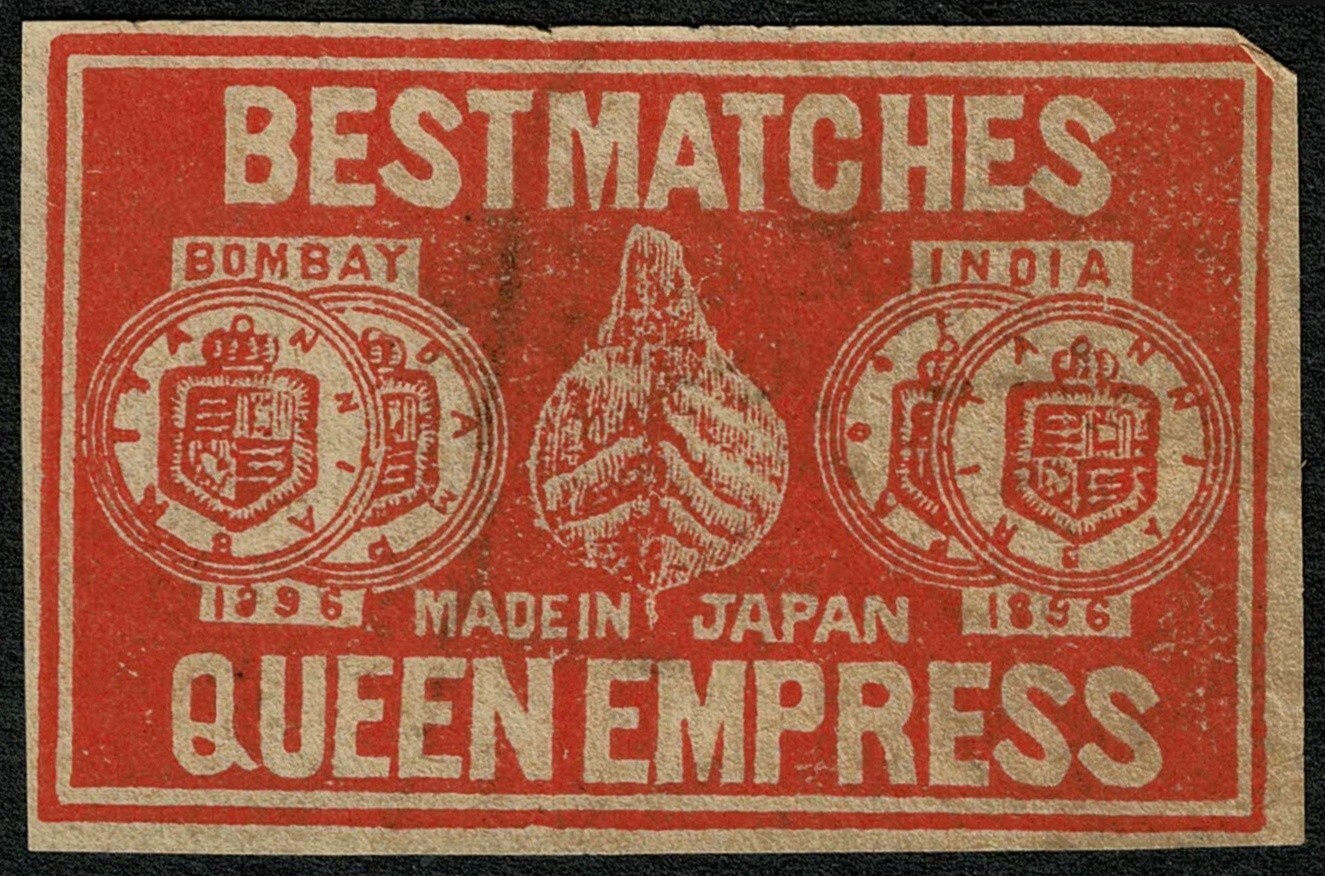 BEST MATCHES
BOMBAY
INDIA
1896
MADE IN JAPAN
1896
QUEEN EMPRESS